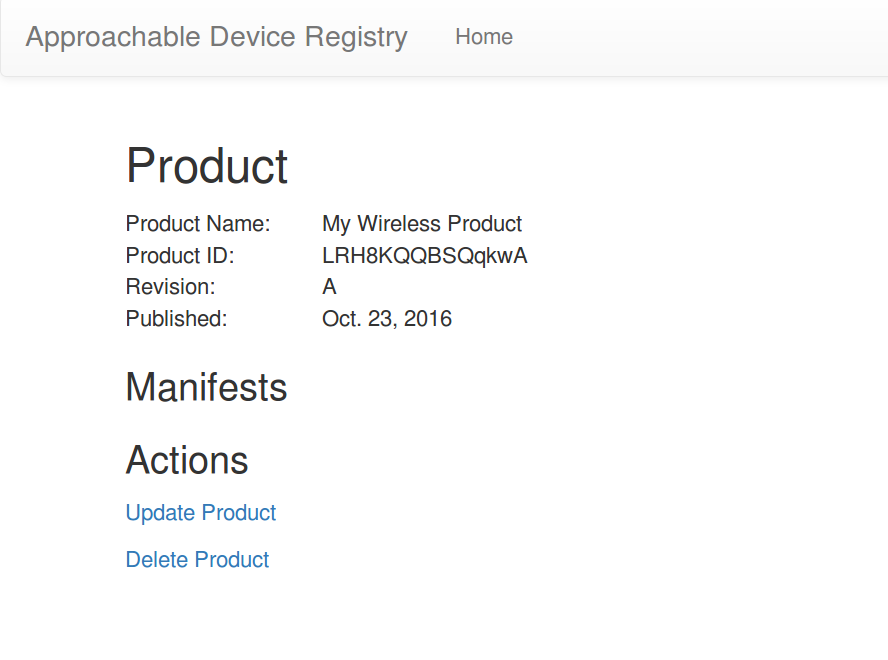 Approachable Device Registry Home
Product
Product Name: My Wireless Product
Product ID: LRH8KQQBSQqkwA
Revision: A
Published: Oct. 23, 2016
Manifests
Actions
Update Product
Delete Product